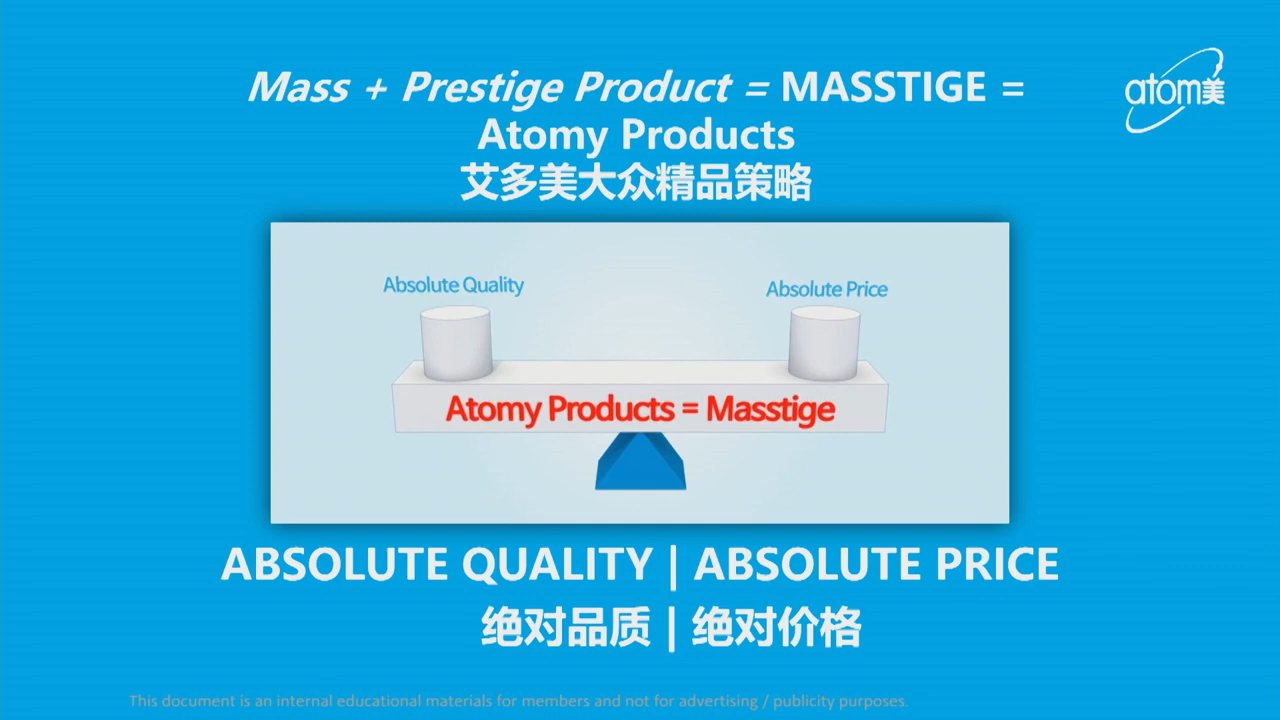 Mass + Prestige Product = MASSTIGE =
Atomy Products
艾多美大众精品策略
atom美
Absolute Quality
Absolute Price
Atomy Products = Masstige
ABSOLUTE QUALITY | ABSOLUTE PRICE
绝对品质 | 绝对价格
This document is an internal educational materials for members and not for advertising / publicity purposes.